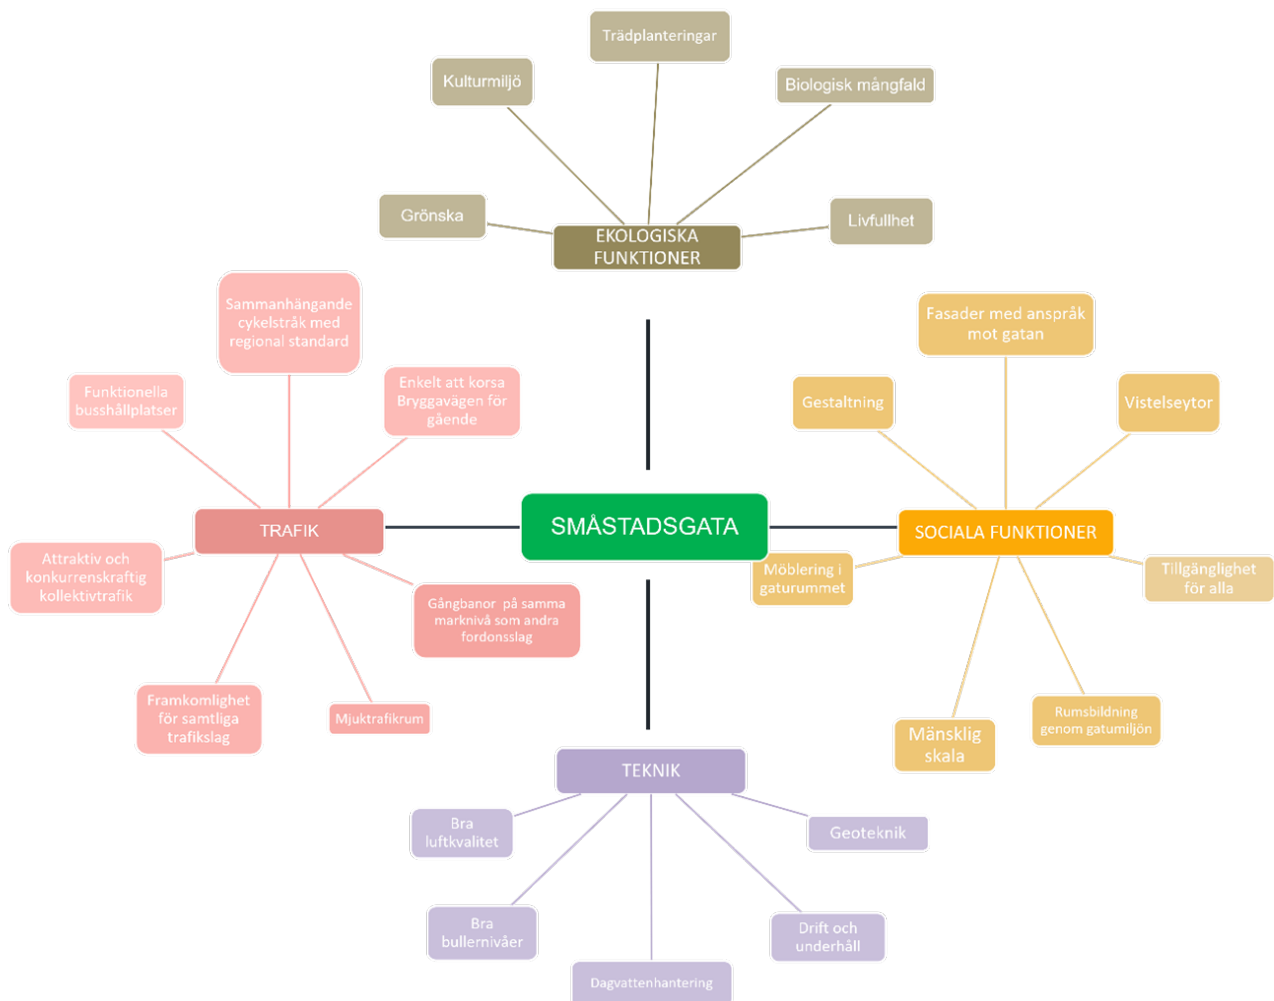 Trädplanteringar
Kulturmiljö
Biologisk mångfald
Grönska
Livfullhet
EKOLOGISKA
FUNKTIONER
Sammanhängande
cykelstråk med
regional standard
Funktionella
busshållplatser
Enkelt att korsa
Bryggavägen för
gående
TRAFIK
Attraktiv och
konkurrenskraftig
kollektivtrafik
Gångbanor på samma
marknivå som andra
fordonsslag
Framkomlighet
för samtliga
trafikslag
Mjuktrafikrum
SMÅSTADSGATA
Fasader med anspråk
mot gatan
Gestaltning
Vistelseytor
SOCIALA FUNKTIONER
Möblering i
gaturummet
Tillgänglighet
för alla
Mänsklig
skala
Rumsbildning
genom gatumiljön
TEKNIK
Bra
luftkvalitet
Geoteknik
Bra
bullernivåer
Drift och
underhåll
Dagvattenhantering